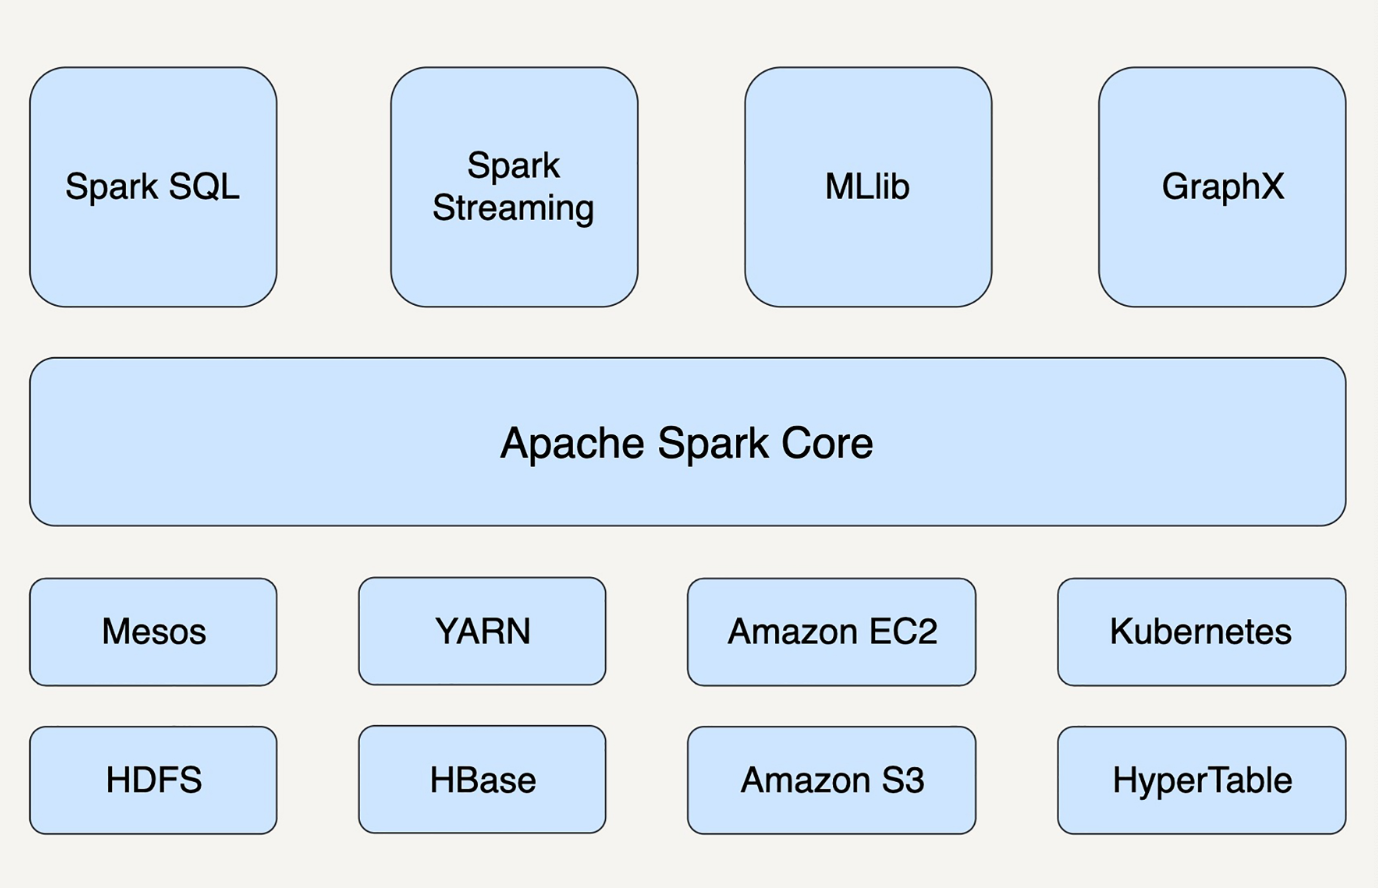 Spark SQL
Spark
Streaming
MLlib
GraphX
Apache Spark Core
Mesos
YARN
Amazon EC2
Kubernetes
HDFS
HBase
Amazon S3
HyperTable